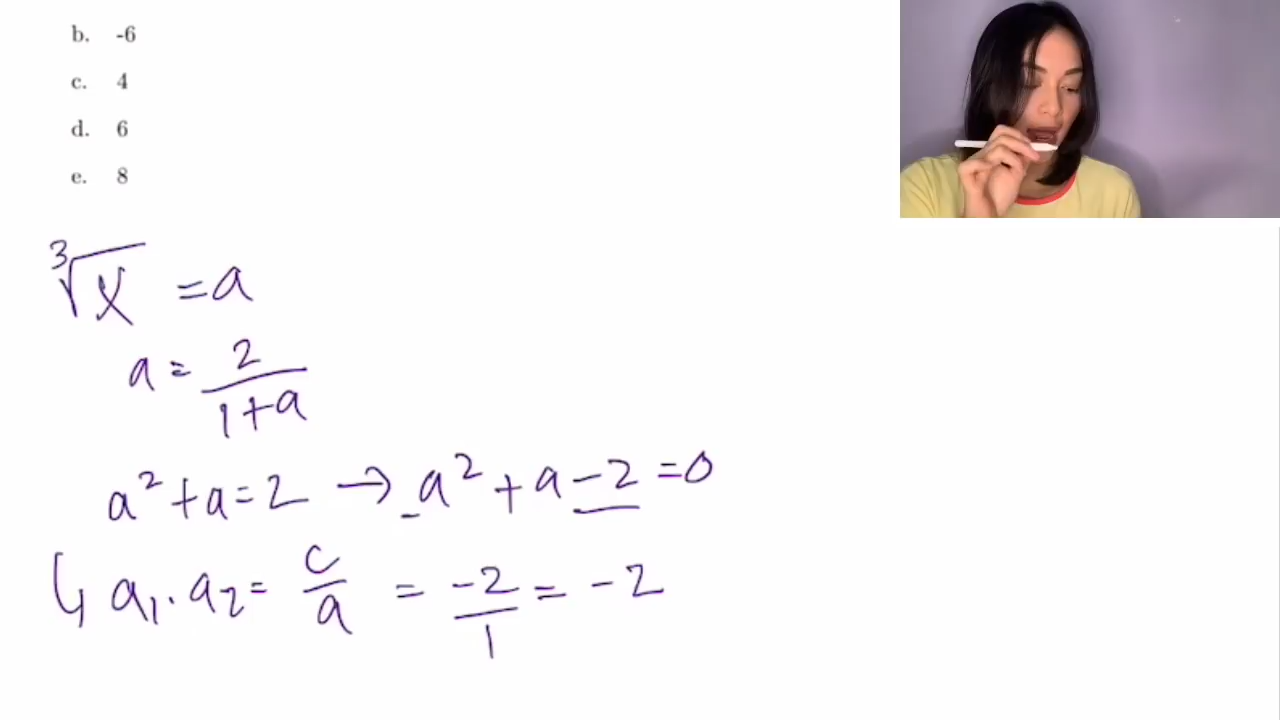 b. -6
c. 4
d. 6
e. 8
∛x = a
a = 2/(1+a)
a² + a = 2 → a² + a - 2 = 0
↳ a₁ . a₂ = c/a = -2/1 = -2